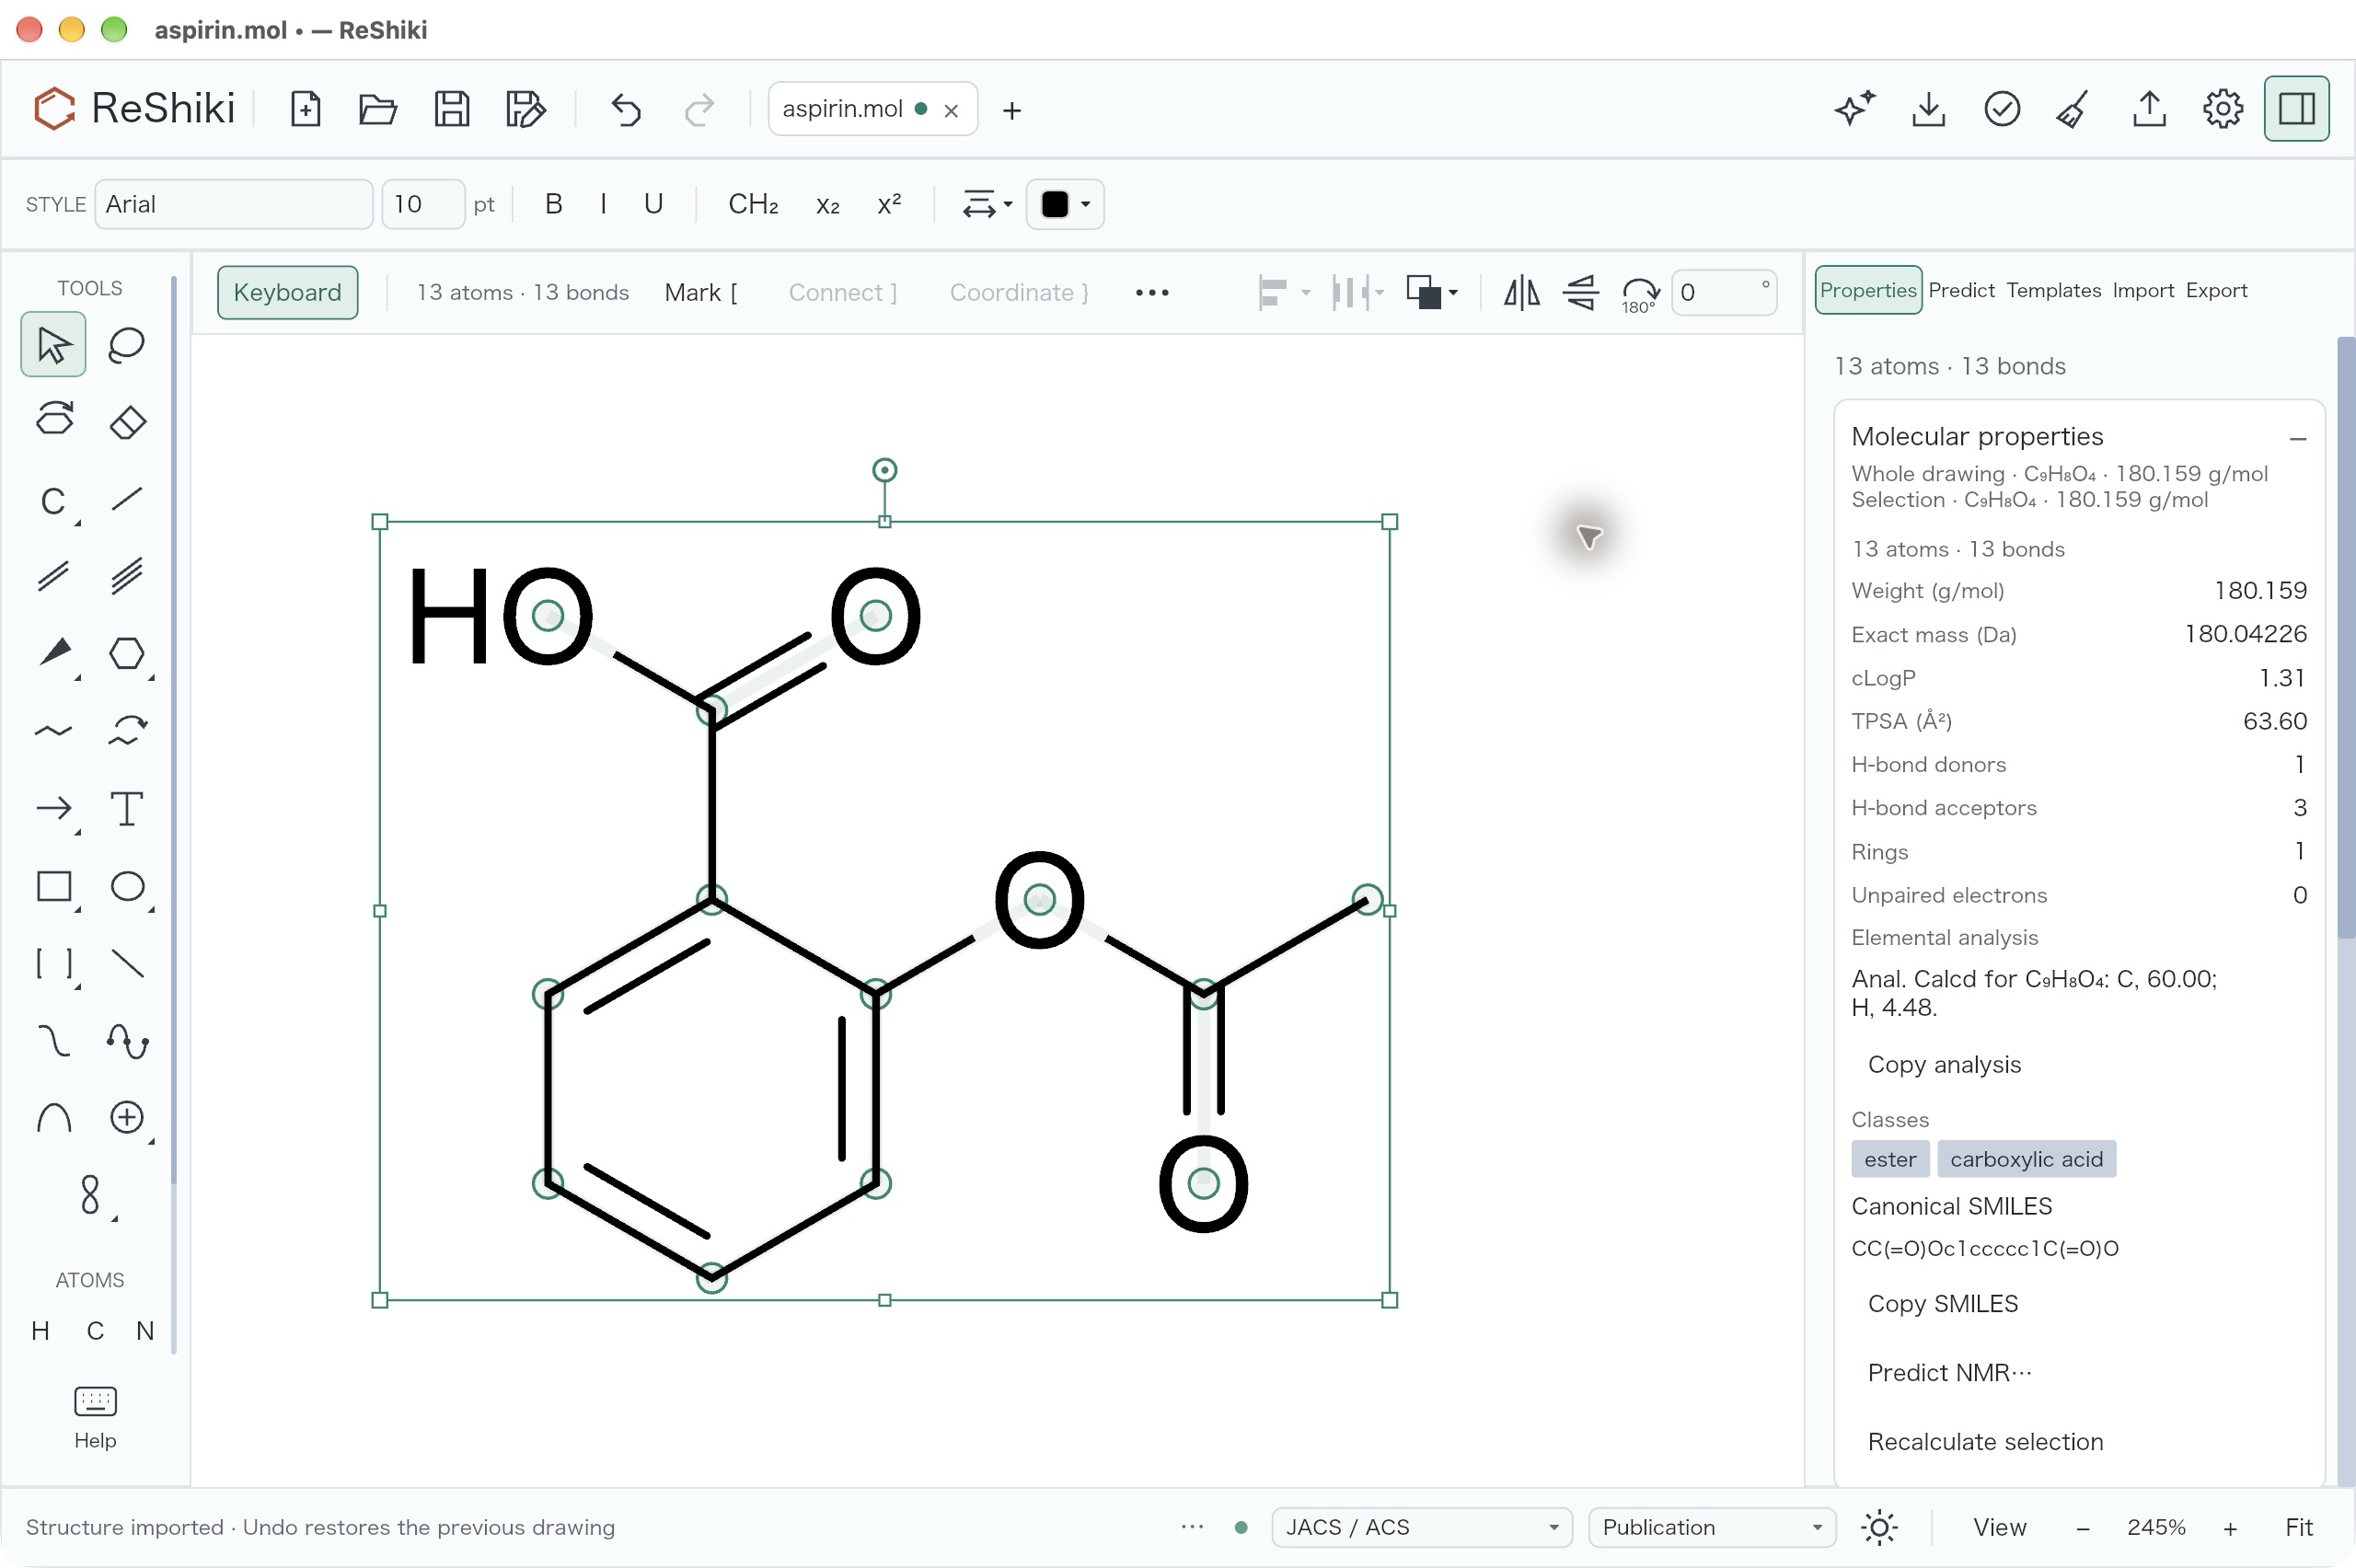 aspirin.mol • — ReShiki
ReShiki
aspirin.mol ● × +
STYLE Arial 10 pt B I U CH₂ x₂ x²
TOOLS
Keyboard 13 atoms · 13 bonds Mark [ Connect ] Coordinate } ••• 180° 0 °
Properties Predict Templates Import Export
C
T
[ ]
ATOMS
H C N
Help
HO O
O
O
13 atoms · 13 bonds
Molecular properties –
Whole drawing · C₉H₈O₄ · 180.159 g/mol
Selection · C₉H₈O₄ · 180.159 g/mol
13 atoms · 13 bonds
Weight (g/mol) 180.159
Exact mass (Da) 180.04226
cLogP 1.31
TPSA (Å²) 63.60
H-bond donors 1
H-bond acceptors 3
Rings 1
Unpaired electrons 0
Elemental analysis
Anal. Calcd for C₉H₈O₄: C, 60.00;
H, 4.48.
Copy analysis
Classes
ester carboxylic acid
Canonical SMILES
CC(=O)Oc1ccccc1C(=O)O
Copy SMILES
Predict NMR…
Recalculate selection
Structure imported · Undo restores the previous drawing
… JACS / ACS Publication View – 245% + Fit